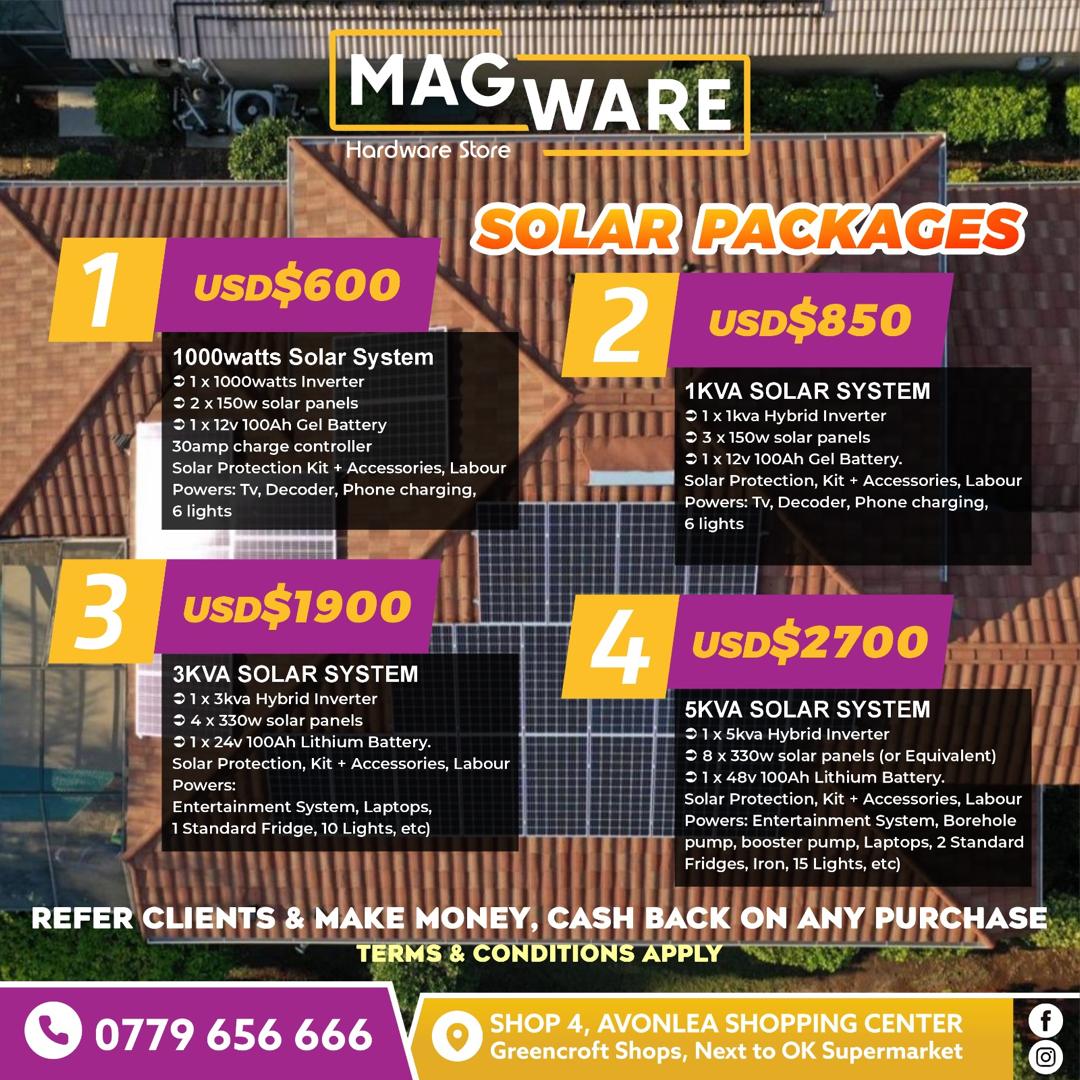 MAGWARE
Hardware Store
SOLAR PACKAGES
1
USD$600
1000watts Solar System
➲ 1 x 1000watts Inverter
➲ 2 x 150w solar panels
➲ 1 x 12v 100Ah Gel Battery
30amp charge controller
Solar Protection Kit + Accessories, Labour
Powers: Tv, Decoder, Phone charging,
6 lights
2
USD$850
1KVA SOLAR SYSTEM
➲ 1 x 1kva Hybrid Inverter
➲ 3 x 150w solar panels
➲ 1 x 12v 100Ah Gel Battery.
Solar Protection, Kit + Accessories, Labour
Powers: Tv, Decoder, Phone charging,
6 lights
3
USD$1900
3KVA SOLAR SYSTEM
➲ 1 x 3kva Hybrid Inverter
➲ 4 x 330w solar panels
➲ 1 x 24v 100Ah Lithium Battery.
Solar Protection, Kit + Accessories, Labour
Powers:
Entertainment System, Laptops,
1 Standard Fridge, 10 Lights, etc)
4
USD$2700
5KVA SOLAR SYSTEM
➲ 1 x 5kva Hybrid Inverter
➲ 8 x 330w solar panels (or Equivalent)
➲ 1 x 48v 100Ah Lithium Battery.
Solar Protection, Kit + Accessories, Labour
Powers: Entertainment System, Borehole
pump, booster pump, Laptops, 2 Standard
Fridges, Iron, 15 Lights, etc)
REFER CLIENTS & MAKE MONEY, CASH BACK ON ANY PURCHASE
TERMS & CONDITIONS APPLY
0779 656 666
SHOP 4, AVONLEA SHOPPING CENTER
Greencroft Shops, Next to OK Supermarket